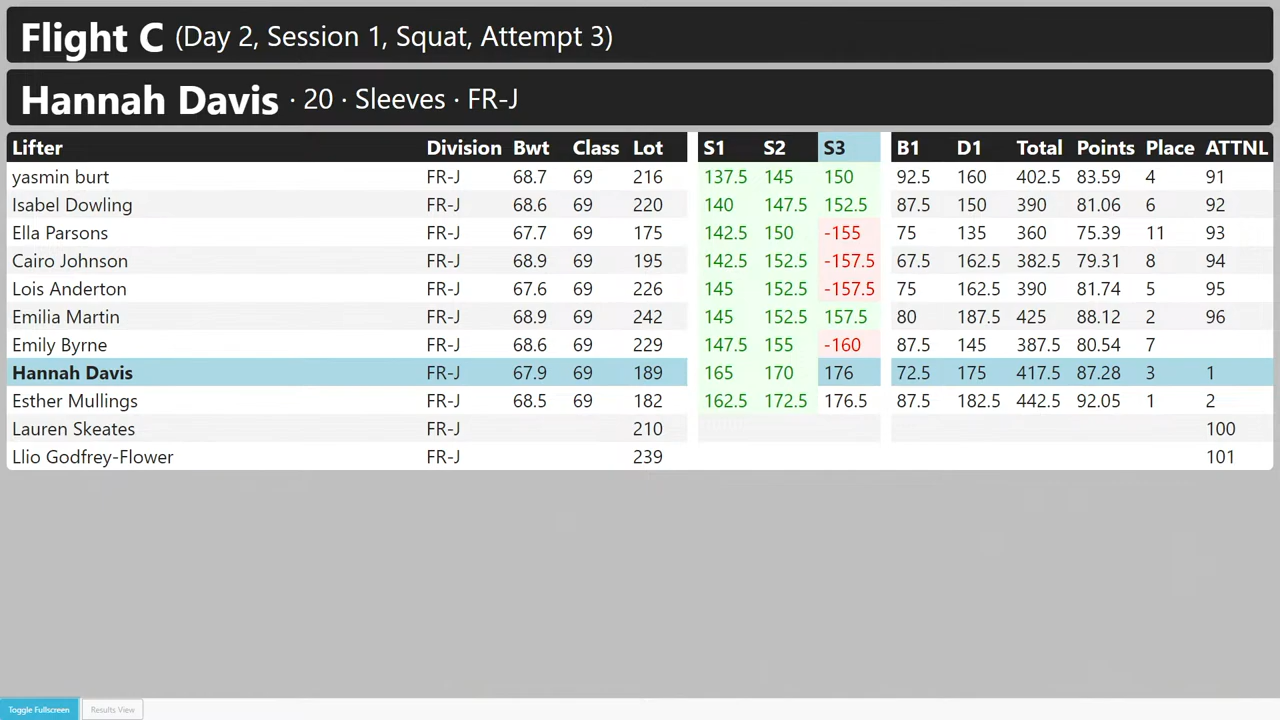 Flight C (Day 2, Session 1, Squat, Attempt 3)
Hannah Davis · 20 · Sleeves · FR-J
Lifter Division Bwt Class Lot S1 S2 S3 B1 D1 Total Points Place ATTNL
yasmin burt FR-J 68.7 69 216 137.5 145 150 92.5 160 402.5 83.59 4 91
Isabel Dowling FR-J 68.6 69 220 140 147.5 152.5 87.5 150 390 81.06 6 92
Ella Parsons FR-J 67.7 69 175 142.5 150 -155 75 135 360 75.39 11 93
Cairo Johnson FR-J 68.9 69 195 142.5 152.5 -157.5 67.5 162.5 382.5 79.31 8 94
Lois Anderton FR-J 67.6 69 226 145 152.5 -157.5 75 162.5 390 81.74 5 95
Emilia Martin FR-J 68.9 69 242 145 152.5 157.5 80 187.5 425 88.12 2 96
Emily Byrne FR-J 68.6 69 229 147.5 155 -160 87.5 145 387.5 80.54 7
Hannah Davis FR-J 67.9 69 189 165 170 176 72.5 175 417.5 87.28 3 1
Esther Mullings FR-J 68.5 69 182 162.5 172.5 176.5 87.5 182.5 442.5 92.05 1 2
Lauren Skeates FR-J 210 100
Llio Godfrey-Flower FR-J 239 101
Toggle Fullscreen Results View